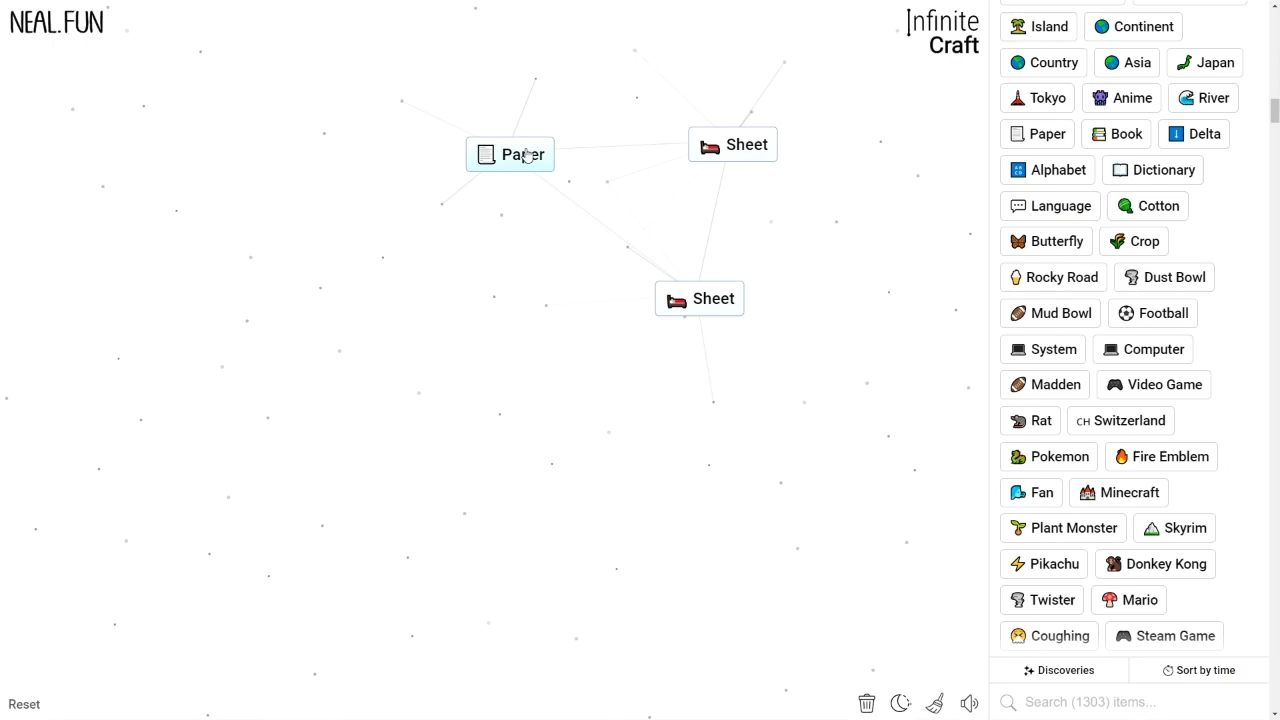 NEAL.FUN
Infinite
Craft
Paper
Sheet
Sheet
Island Continent
Country Asia Japan
Tokyo Anime River
Paper Book Delta
Alphabet Dictionary
Language Cotton
Butterfly Crop
Rocky Road Dust Bowl
Mud Bowl Football
System Computer
Madden Video Game
Rat CH Switzerland
Pokemon Fire Emblem
Fan Minecraft
Plant Monster Skyrim
Pikachu Donkey Kong
Twister Mario
Coughing Steam Game
Discoveries Sort by time
Search (1303) items...
Reset